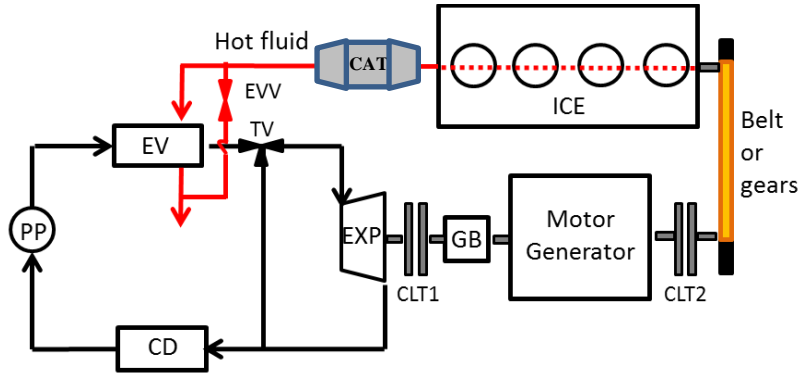 Hot fluid
CAT
ICE
EVV
TV
EV
Belt
or
gears
PP
EXP
GB
Motor
Generator
CLT1
CLT2
CD